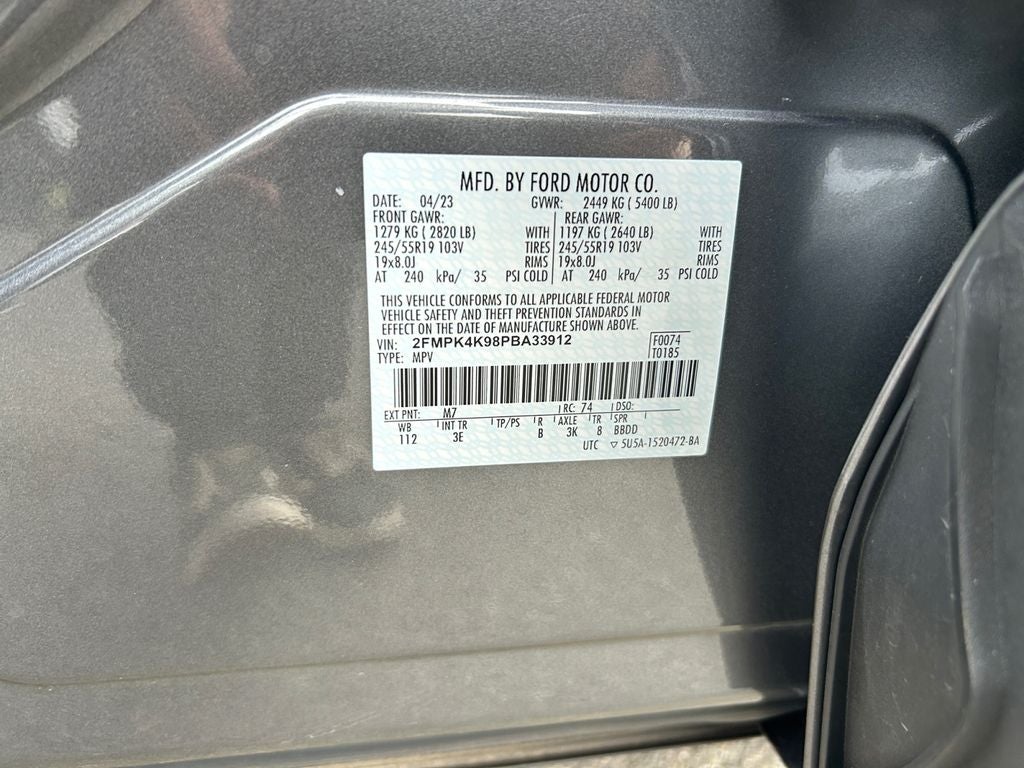 MFD. BY FORD MOTOR CO.
DATE: 04/23 GVWR: 2449 KG ( 5400 LB)
FRONT GAWR: REAR GAWR:
1279 KG ( 2820 LB) WITH 1197 KG ( 2640 LB) WITH
245/55R19 103V TIRES 245/55R19 103V TIRES
19x8.0J RIMS 19x8.0J RIMS
AT 240 kPa/ 35 PSI COLD AT 240 kPa/ 35 PSI COLD
THIS VEHICLE CONFORMS TO ALL APPLICABLE FEDERAL MOTOR
VEHICLE SAFETY AND THEFT PREVENTION STANDARDS IN
EFFECT ON THE DATE OF MANUFACTURE SHOWN ABOVE.
VIN: 2FMPK4K98PBA33912 F0074
TYPE: MPV T0185
EXT PNT: M7 RC: 74 DSO:
WB INT TR TP/PS R AXLE TR SPR
112 3E B 3K 8 BBDD
UTC ▽ 5U5A-1520472-BA